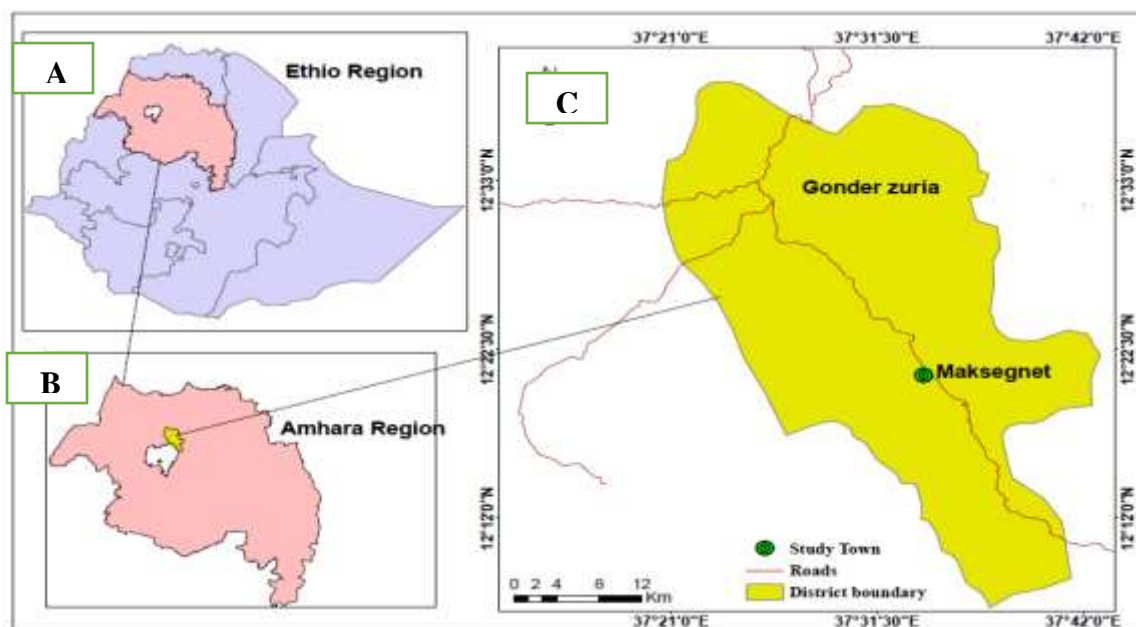 A
Ethio Region
B
Amhara Region
37°21'0"E
37°31'30"E
37°42'0"E
C
Gonder zuria
Maksegnet
12°33'0"N
12°22'30"N
12°12'0"N
12°33'0"N
12°22'30"N
12°12'0"N
Study Town
Roads
District boundary
0 2 4 8 12
Km
37°21'0"E
37°31'30"E
37°42'0"E